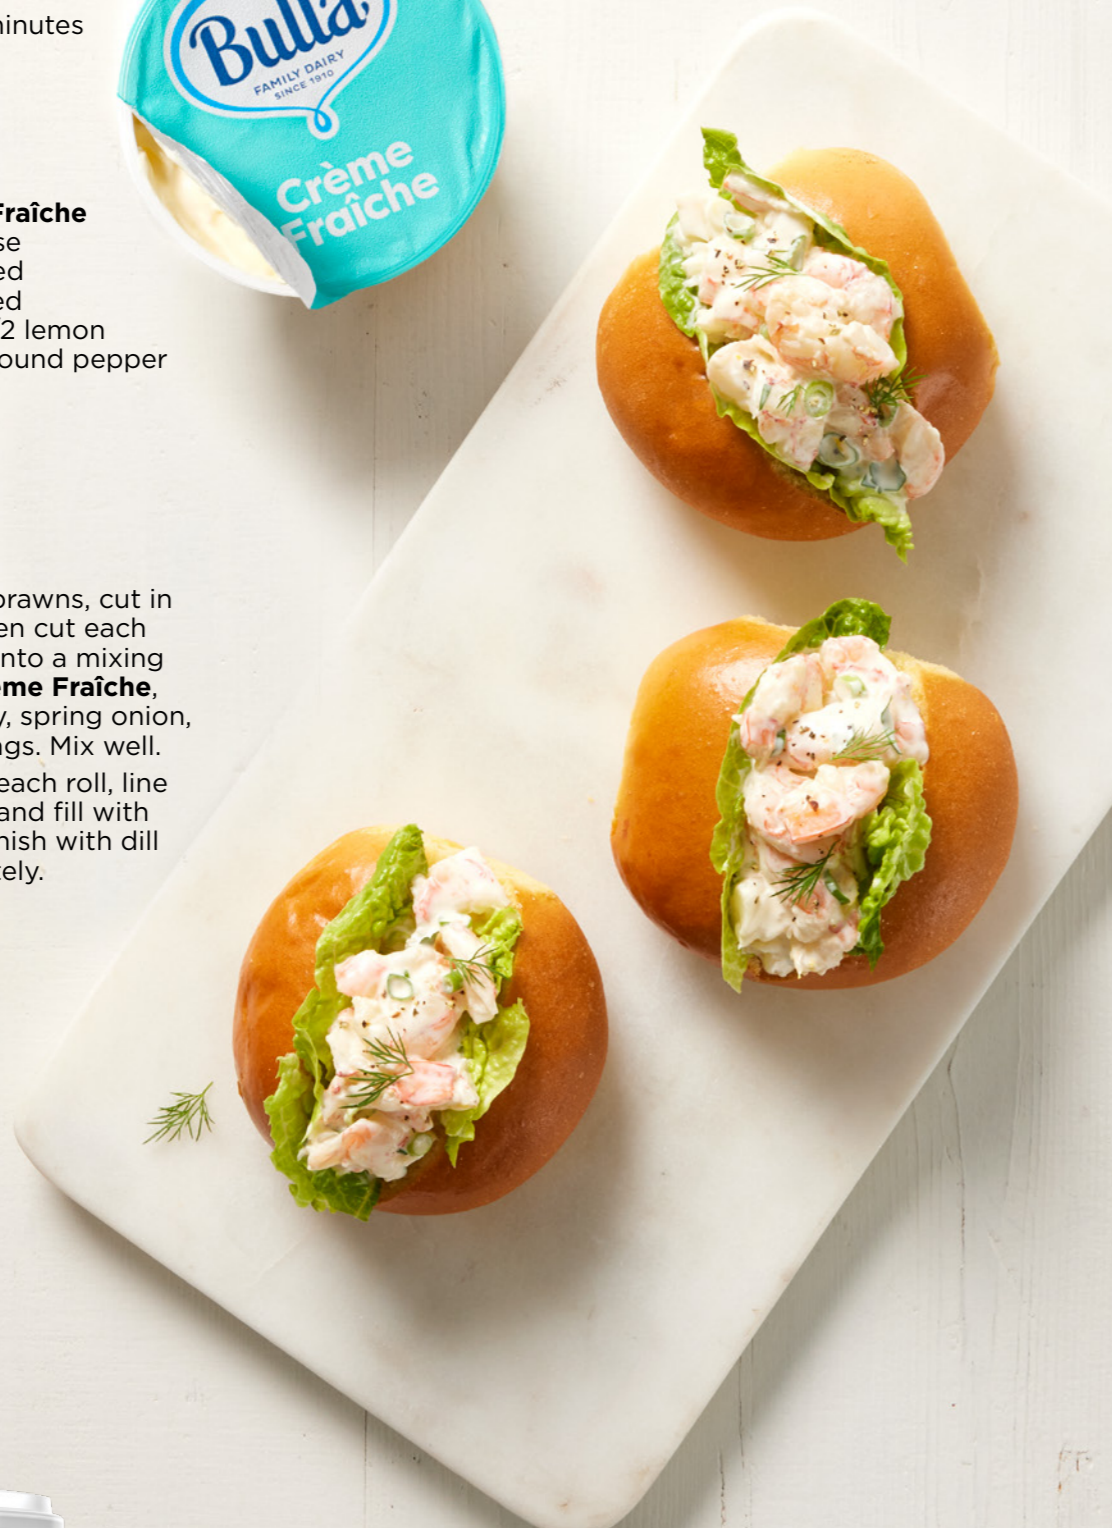 minutes
Bulla
FAMILY DAIRY
SINCE 1910
Crème
Fraîche
Fraîche
se
ed
ed
/2 lemon
ound pepper
prawns, cut in
en cut each
nto a mixing
eme Fraîche,
y, spring onion,
ngs. Mix well.
each roll, line
and fill with
nish with dill
tely.